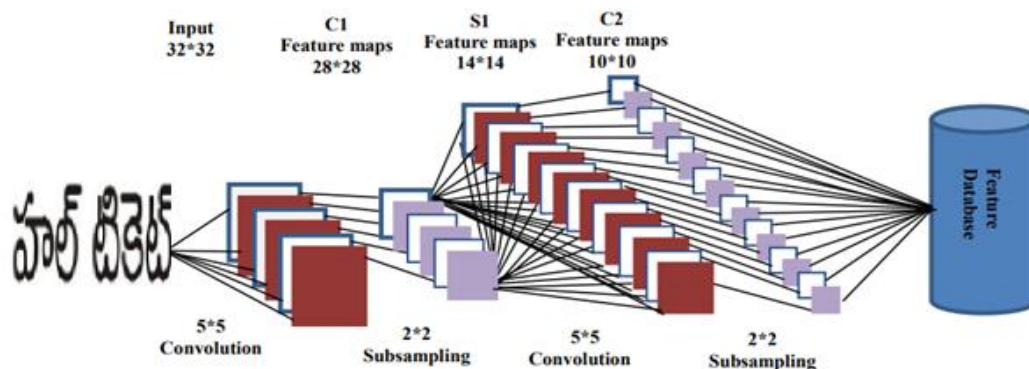 Input
32*32
C1
Feature maps
28*28
S1
Feature maps
14*14
C2
Feature maps
10*10
ஹால் டிகெட்
Feature
Database
5*5
Convolution
2*2
Subsampling
5*5
Convolution
2*2
Subsampling